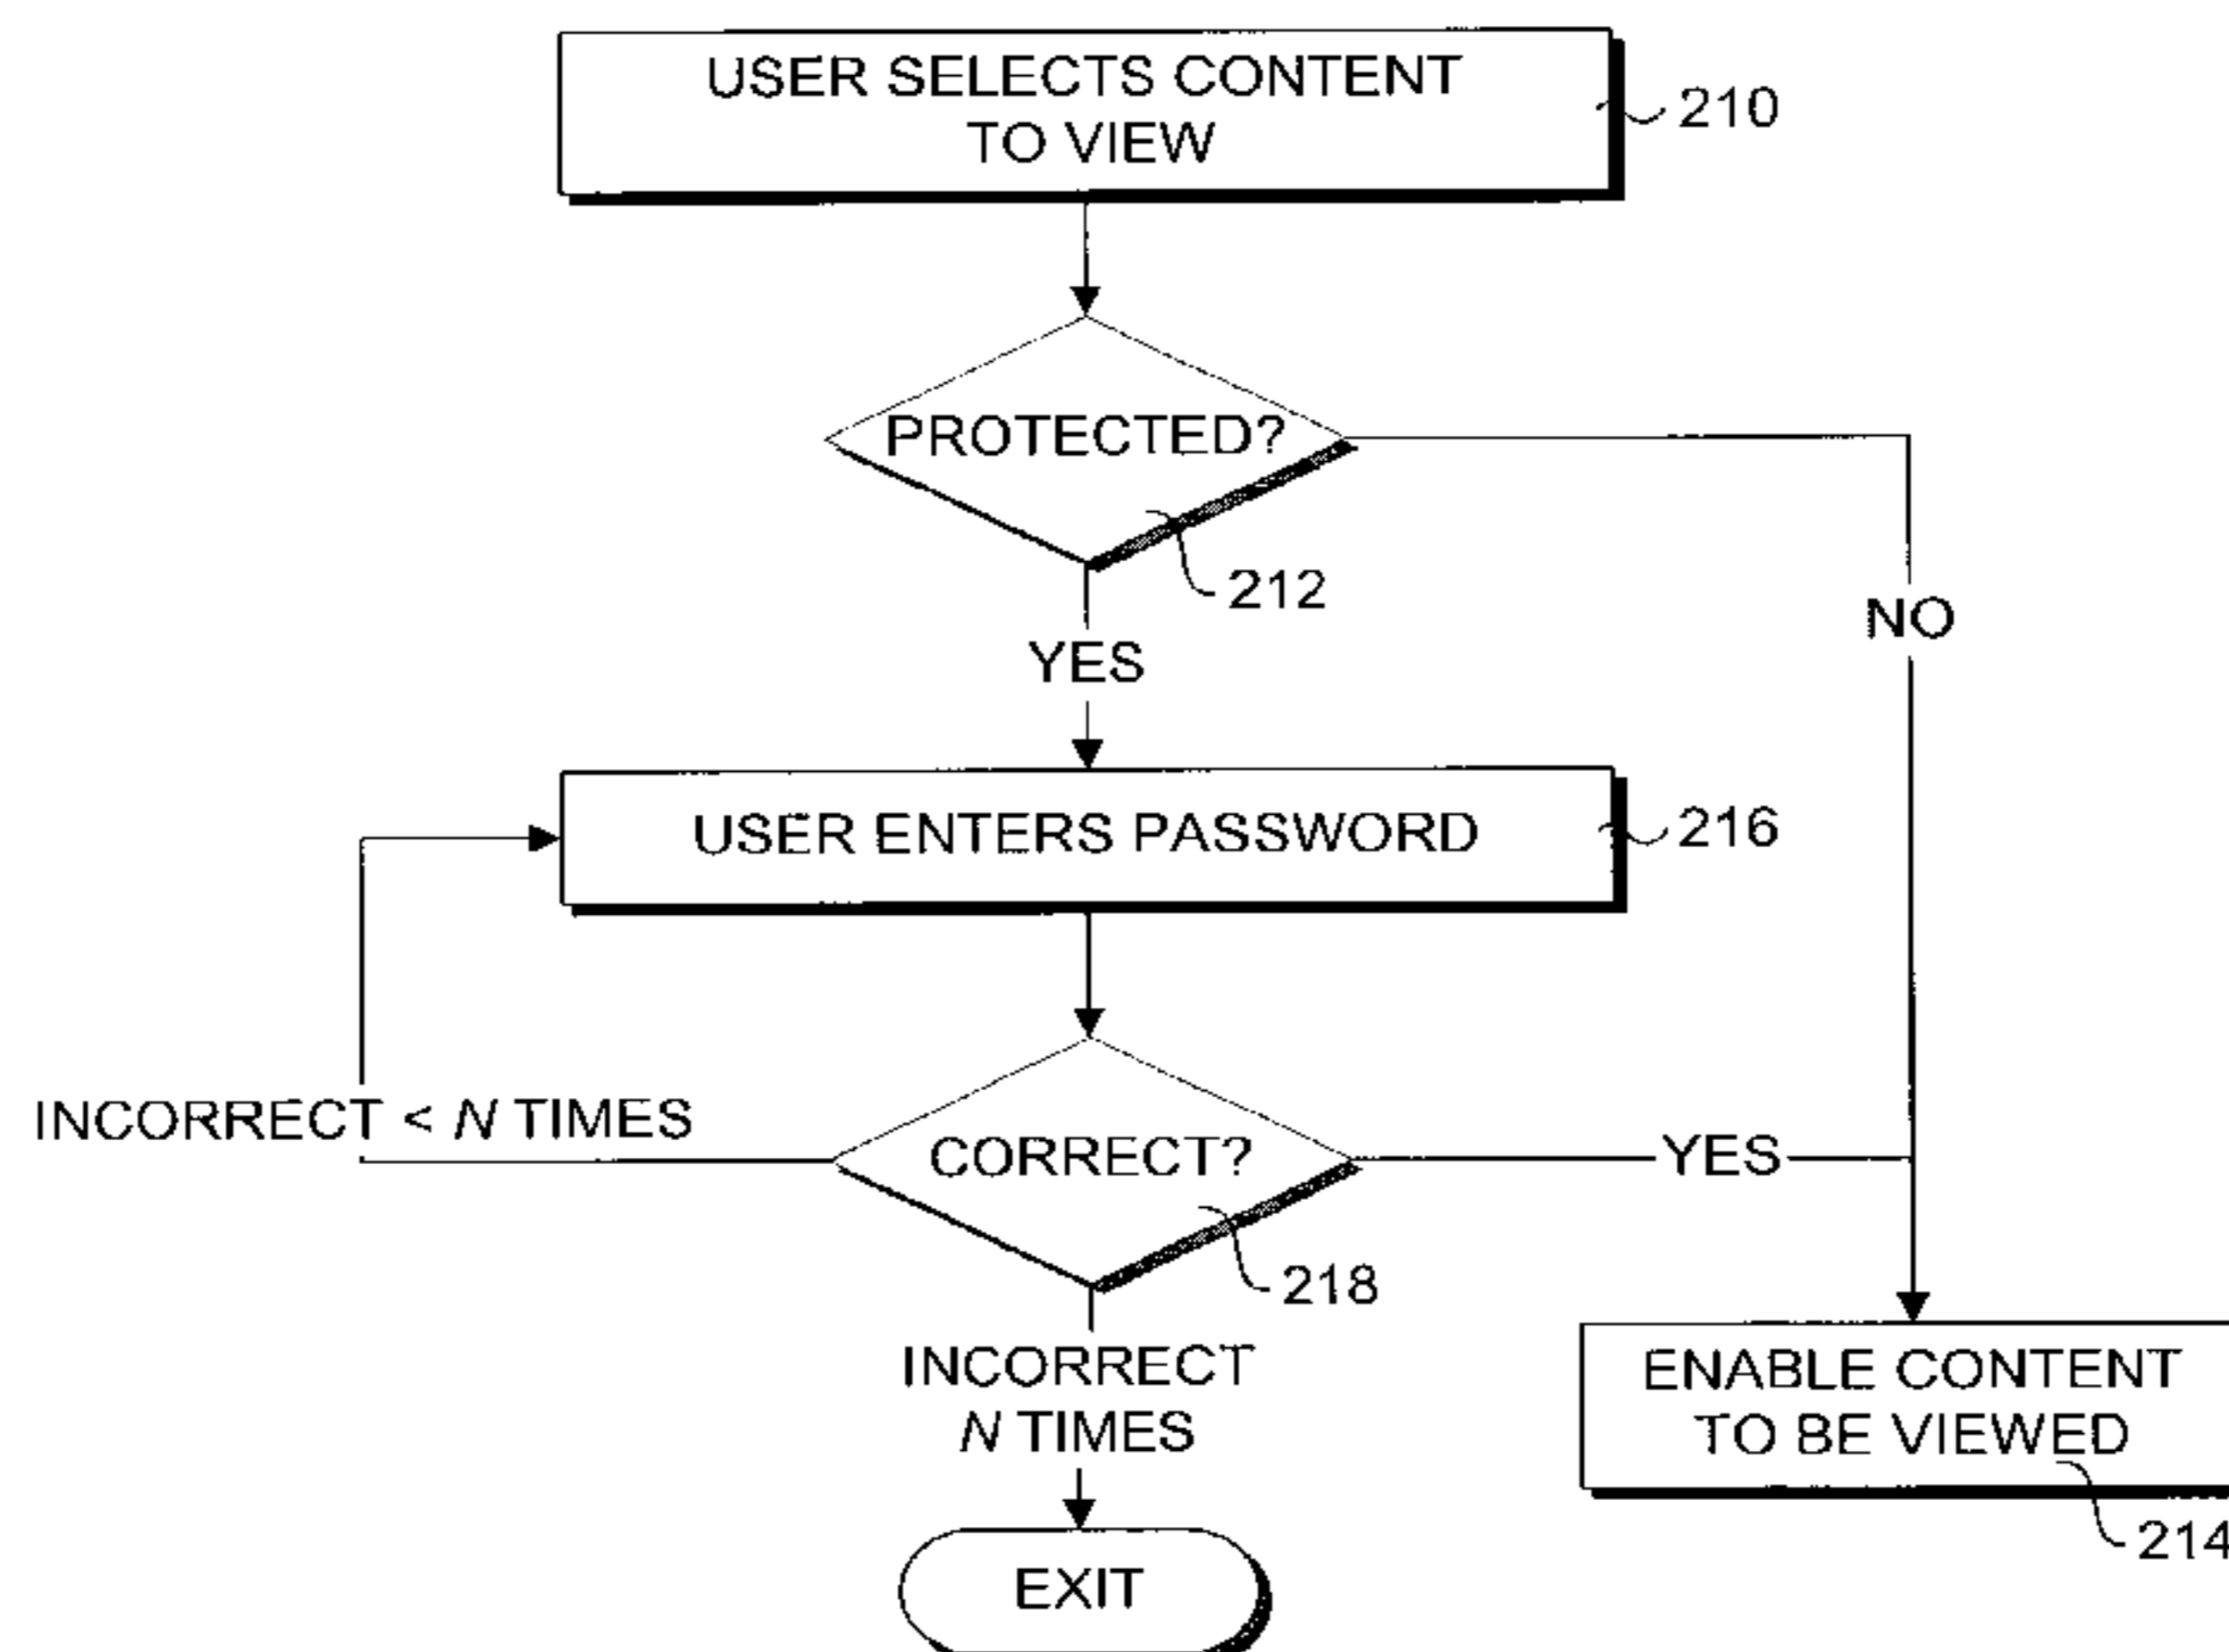 USER SELECTS CONTENT
TO VIEW
210
PROTECTED?
212
YES
NO
USER ENTERS PASSWORD
216
INCORRECT < N TIMES
CORRECT?
YES
218
INCORRECT
N TIMES
ENABLE CONTENT
TO BE VIEWED
214
EXIT